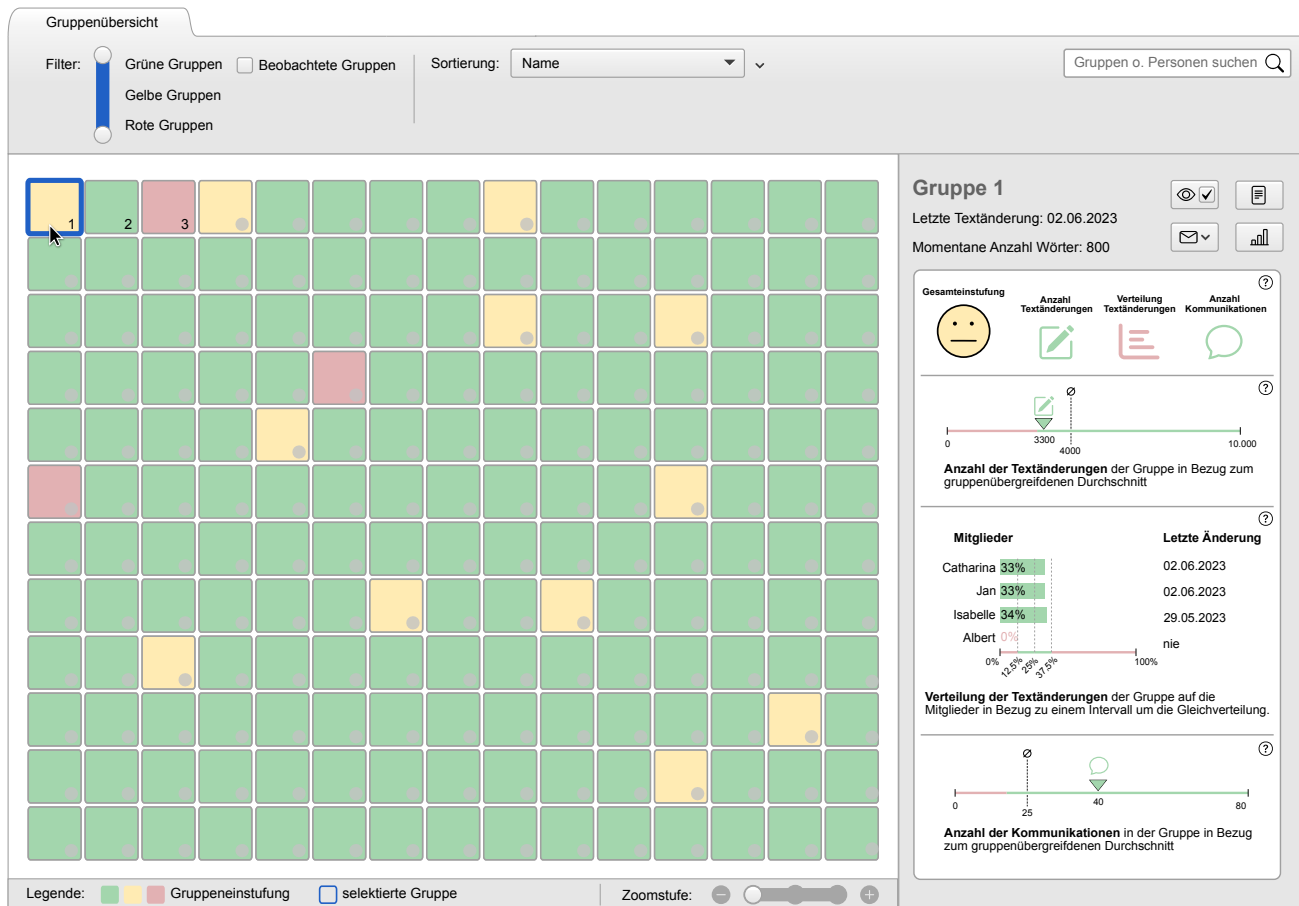 Gruppenübersicht
Filter:
Grüne Gruppen
Beobachtete Gruppen
Gelbe Gruppen
Rote Gruppen
Sortierung:
Name
Gruppen o. Personen suchen
1
2
3
Gruppe 1
Letzte Textänderung: 02.06.2023
Momentane Anzahl Wörter: 800
?
Gesamteinstufung
Anzahl
Textänderungen
Verteilung
Textänderungen
Anzahl
Kommunikationen
?
Ø
0
3300
4000
10.000
Anzahl der Textänderungen der Gruppe in Bezug zum
gruppenübergreifdenen Durchschnitt
?
Mitglieder
Letzte Änderung
Catharina 33% 02.06.2023
Jan 33% 02.06.2023
Isabelle 34% 29.05.2023
Albert 0% nie
0% 12.5% 25% 37.5% 100%
Verteilung der Textänderungen der Gruppe auf die
Mitglieder in Bezug zu einem Intervall um die Gleichverteilung.
?
Ø
0
25
40
80
Anzahl der Kommunikationen in der Gruppe in Bezug
zum gruppenübergreifdenen Durchschnitt
Legende:
Gruppeneinstufung
selektierte Gruppe
Zoomstufe: